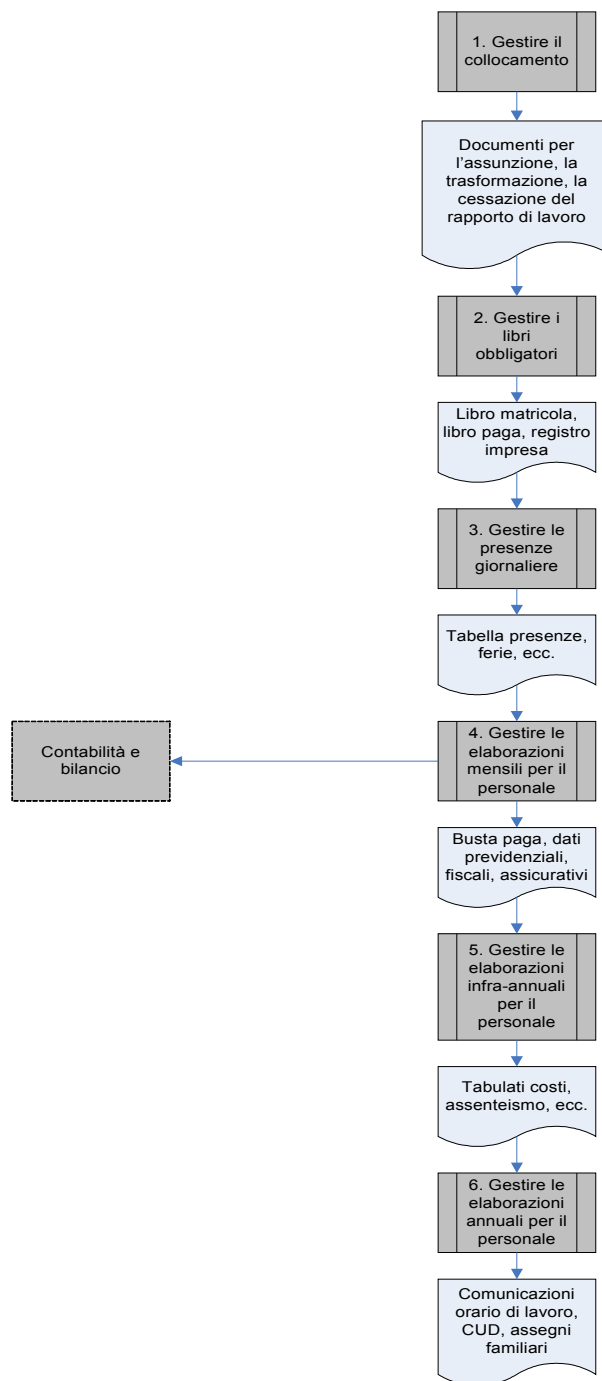 1. Gestire il
collocamento
Documenti per
l'assunzione, la
trasformazione, la
cessazione del
rapporto di lavoro
2. Gestire i
libri
obbligatori
Libro matricola,
libro paga, registro
impresa
3. Gestire le
presenze
giornaliere
Tabella presenze,
ferie, ecc.
Contabilità e
bilancio
4. Gestire le
elaborazioni
mensili per il
personale
Busta paga, dati
previdenziali,
fiscali, assicurativi
5. Gestire le
elaborazioni
infra-annuali
per il
personale
Tabulati costi,
assenteismo, ecc.
6. Gestire le
elaborazioni
annuali per il
personale
Comunicazioni
orario di lavoro,
CUD, assegni
familiari